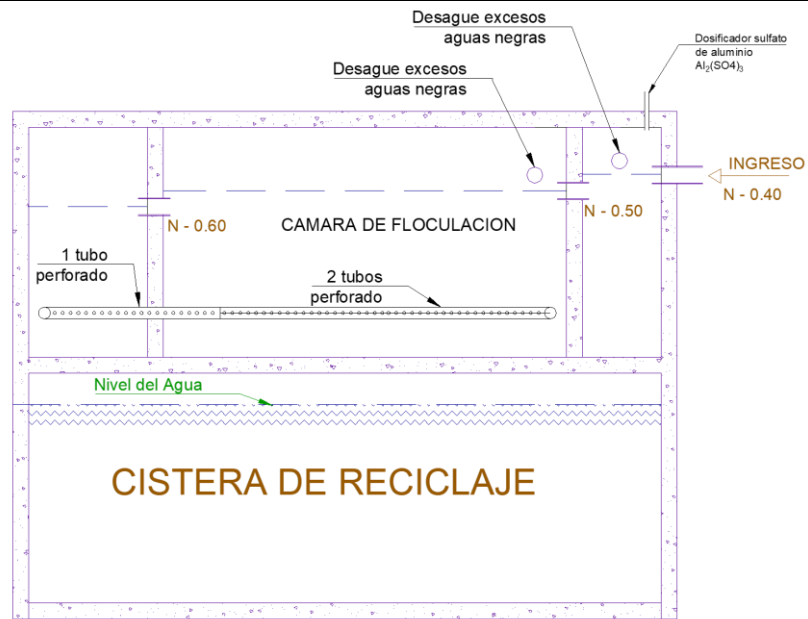 Desague excesos
aguas negras
Desague excesos
aguas negras
Dosificador sulfato
de aluminio
Al₂(SO4)₃
INGRESO
N - 0.40
N - 0.50
N - 0.60
CAMARA DE FLOCULACION
1 tubo
perforado
2 tubos
perforado
Nivel del Agua
CISTERA DE RECICLAJE